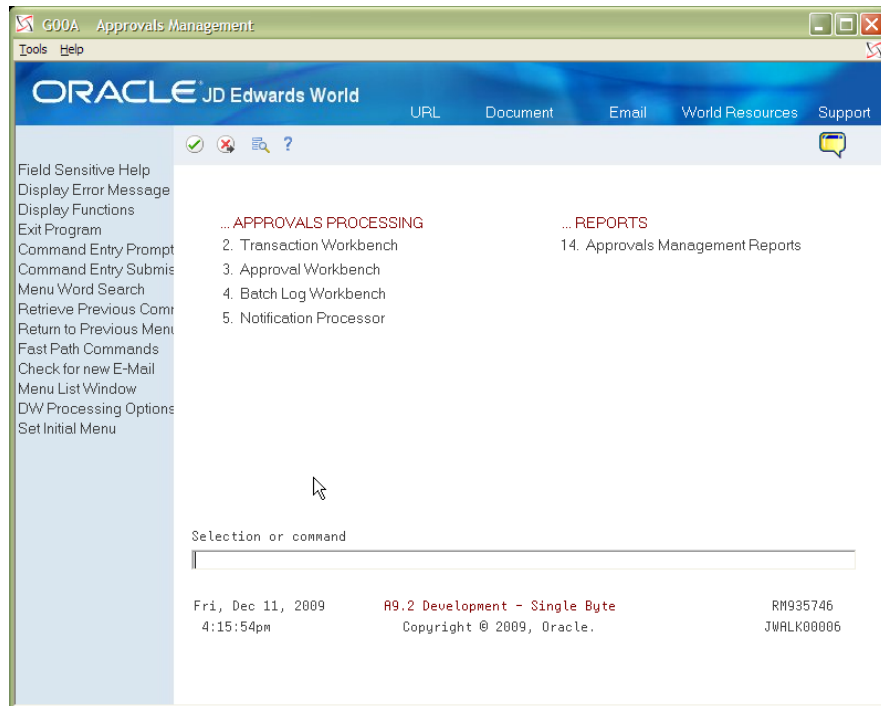 G00A Approvals Management
Tools Help
ORACLE JD Edwards World
URL Document Email World Resources Support
?
Field Sensitive Help
Display Error Message
Display Functions
Exit Program
Command Entry Prompt
Command Entry Submis
Menu Word Search
Retrieve Previous Com
Return to Previous Menu
Fast Path Commands
Check for new E-Mail
Menu List Window
DW Processing Options
Set Initial Menu
... APPROVALS PROCESSING
2. Transaction Workbench
3. Approval Workbench
4. Batch Log Workbench
5. Notification Processor
... REPORTS
14. Approvals Management Reports
Selection or command
Fri, Dec 11, 2009 A9.2 Development - Single Byte RM935746
4:15:54pm Copyright © 2009, Oracle. JWALK00006